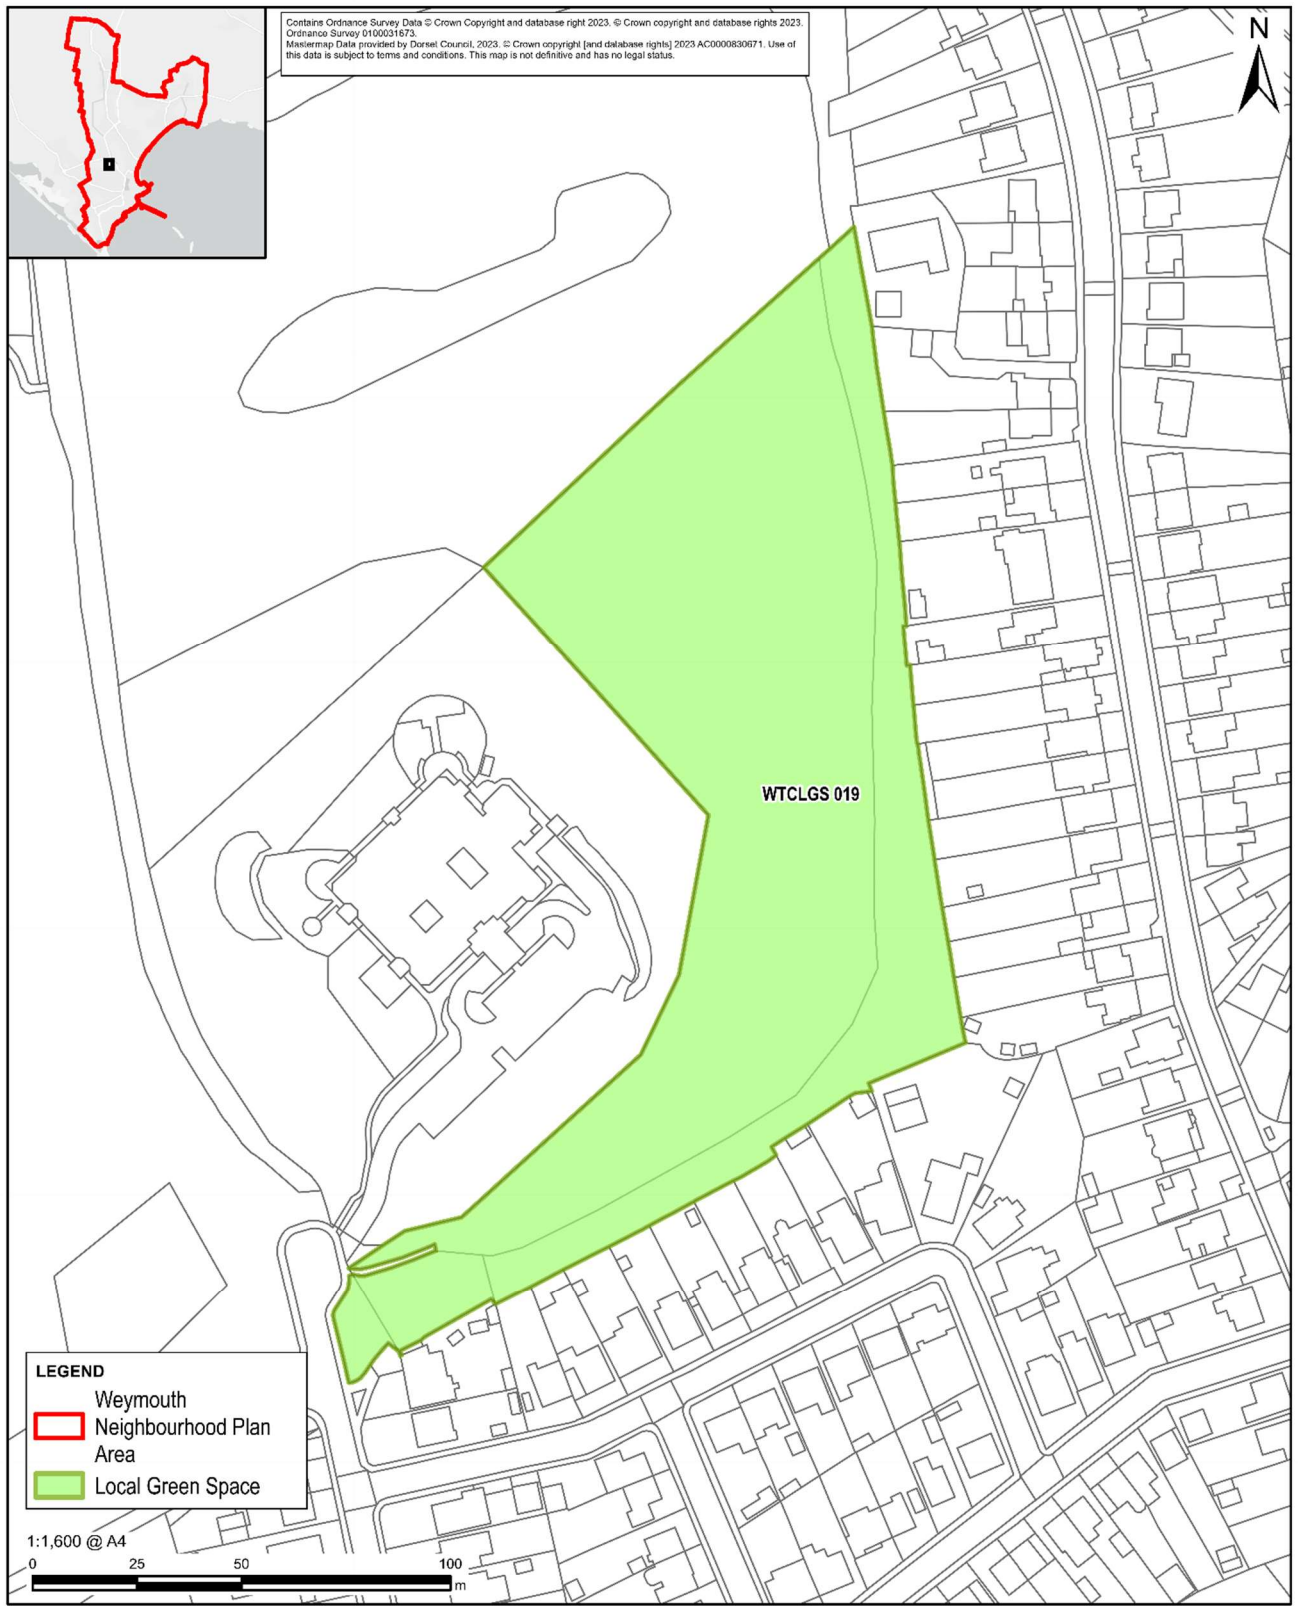 Contains Ordnance Survey Data © Crown Copyright and database right 2023. © Crown copyright and database rights 2023.
Ordnance Survey 0100031673.
Mastermap Data provided by Dorset Council, 2023. © Crown copyright [and database rights] 2023 AC0000830671. Use of
this data is subject to terms and conditions. This map is not definitive and has no legal status.
N
WTCLGS 019
LEGEND
Weymouth
Neighbourhood Plan
Area
Local Green Space
1:1,600 @ A4
0 25 50 100
m